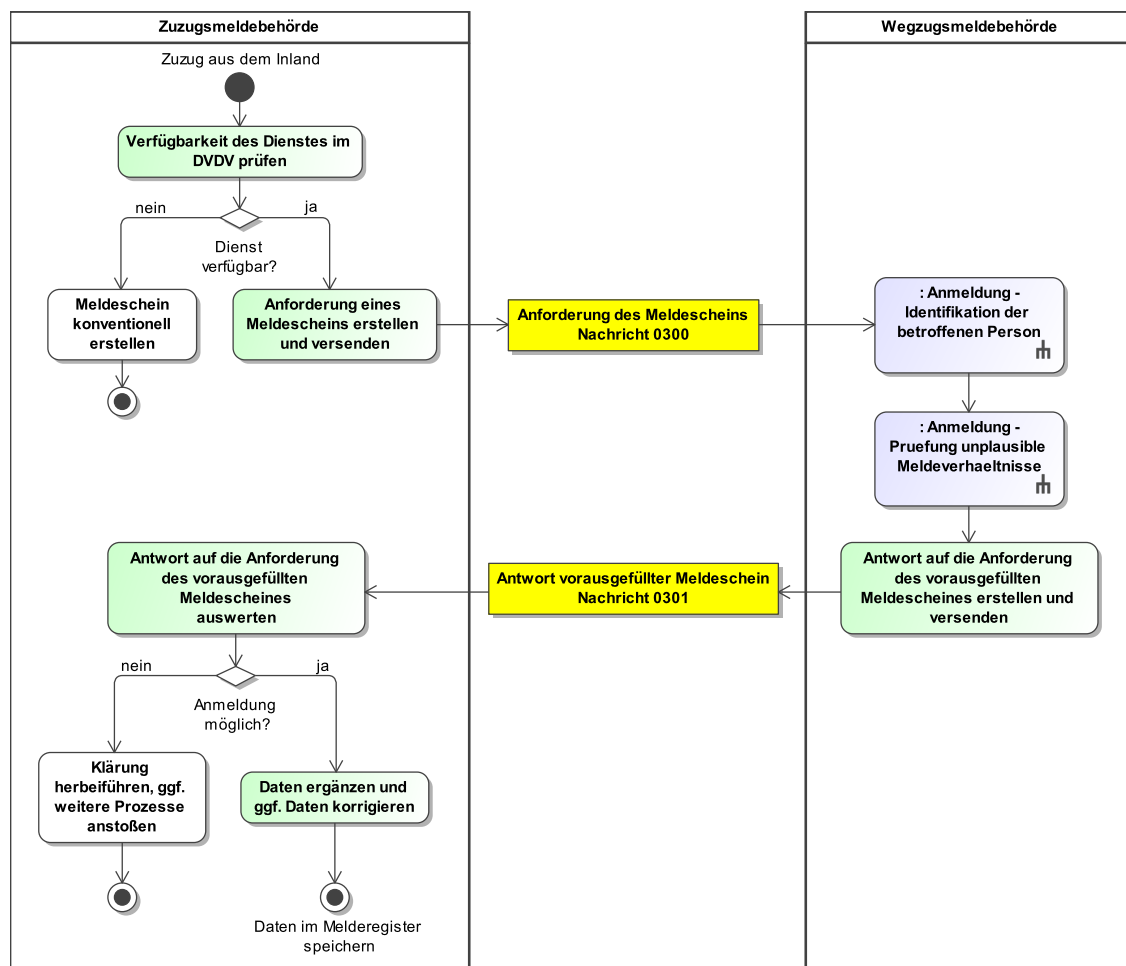 Zuzugsmeldebehörde
Wegzugsmeldebehörde
Zuzug aus dem Inland
Verfügbarkeit des Dienstes im
DVDV prüfen
nein
ja
Dienst
verfügbar?
Meldeschein
konventionell
erstellen
Anforderung eines
Meldescheins erstellen
und versenden
Anforderung des Meldescheins
Nachricht 0300
: Anmeldung -
Identifikation der
betroffenen Person
: Anmeldung -
Pruefung unplausible
Meldeverhaeltnisse
Antwort auf die Anforderung
des vorausgefüllten
Meldescheines erstellen und
versenden
Antwort vorausgefüllter Meldeschein
Nachricht 0301
Antwort auf die Anforderung
des vorausgefüllten
Meldescheines
auswerten
nein
ja
Anmeldung
möglich?
Klärung
herbeiführen, ggf.
weitere Prozesse
anstoßen
Daten ergänzen und
ggf. Daten korrigieren
Daten im Melderegister
speichern